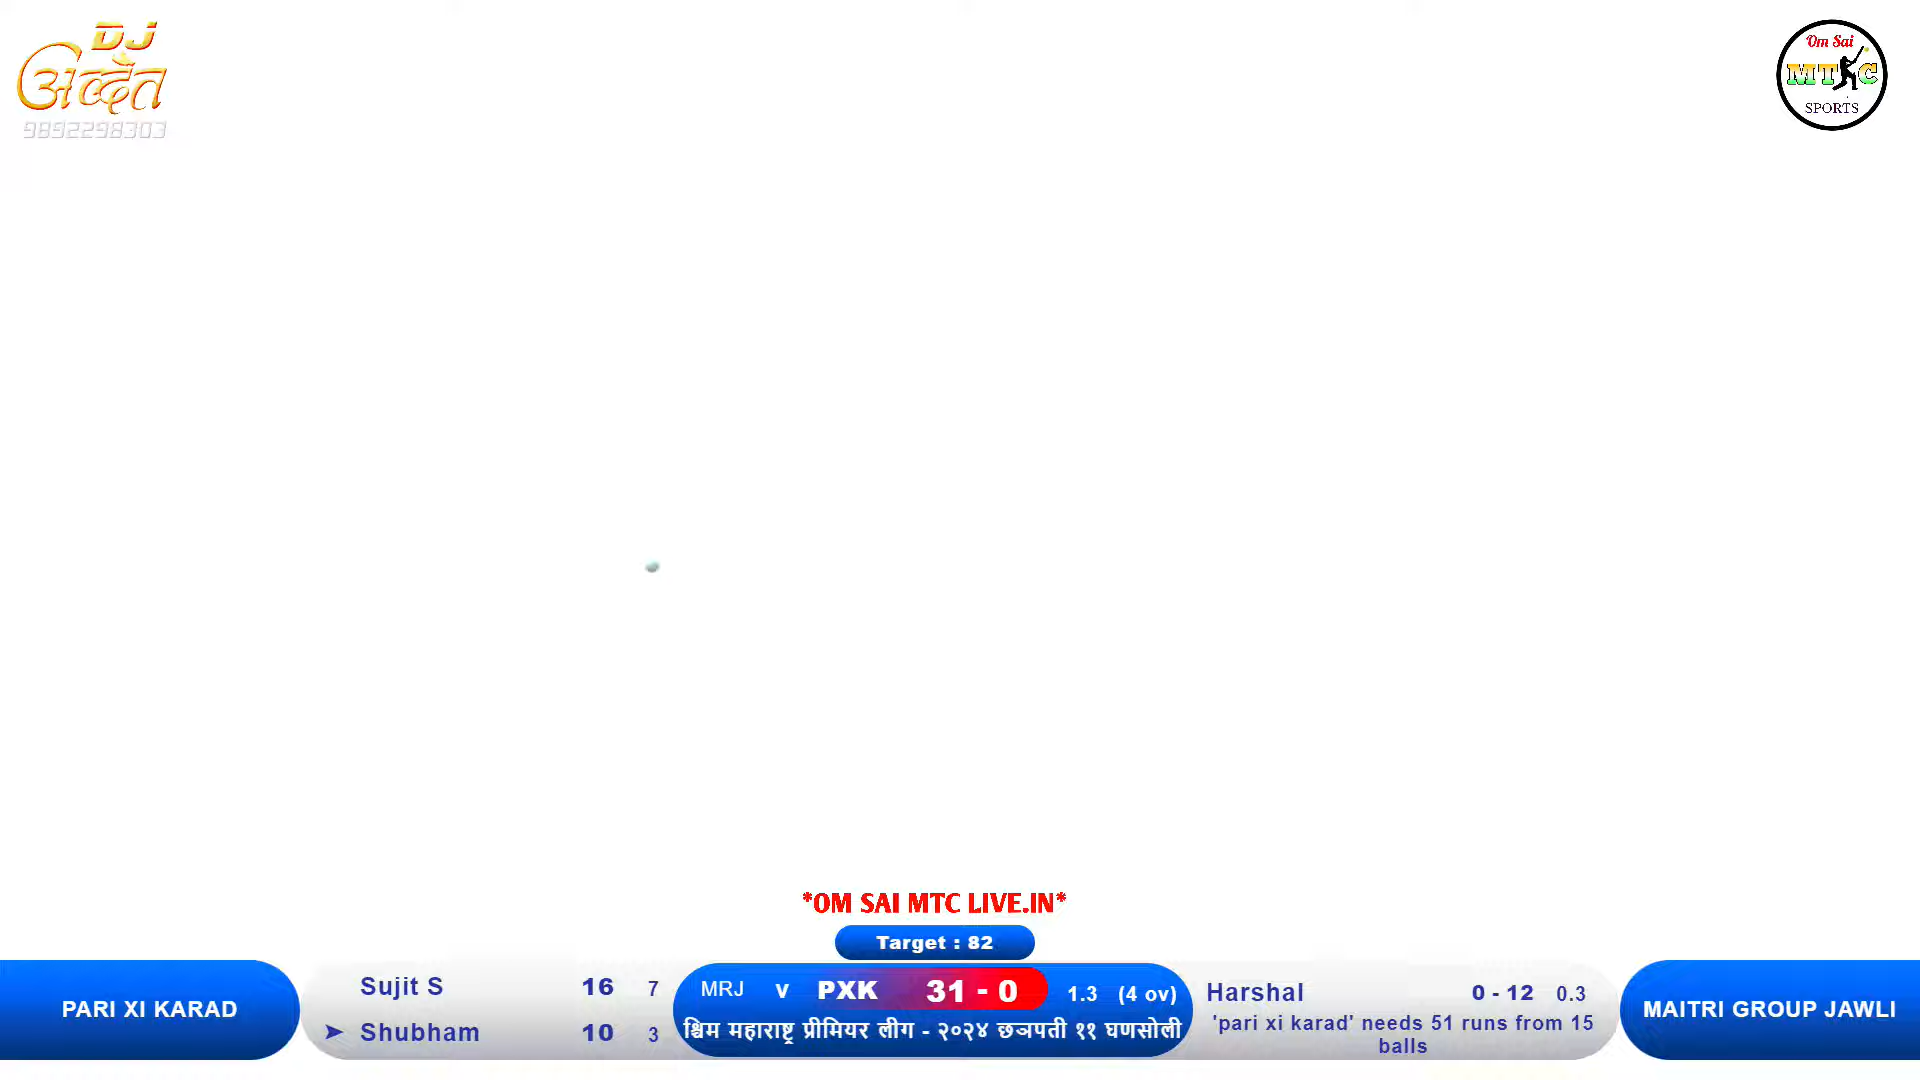 DJ
अव्दैत
9892298303
Om Sai
MTC
SPORTS
*OM SAI MTC LIVE.IN*
Target : 82
PARI XI KARAD
Sujit S 16 7
Shubham 10 3
MRJ v PXK 31 - 0 1.3 (4 ov)
श्चिम महाराष्ट्र प्रीमियर लीग - २०२४ छत्रपती ११ घणसोली
Harshal 0 - 12 0.3
'pari xi karad' needs 51 runs from 15
balls
MAITRI GROUP JAWLI